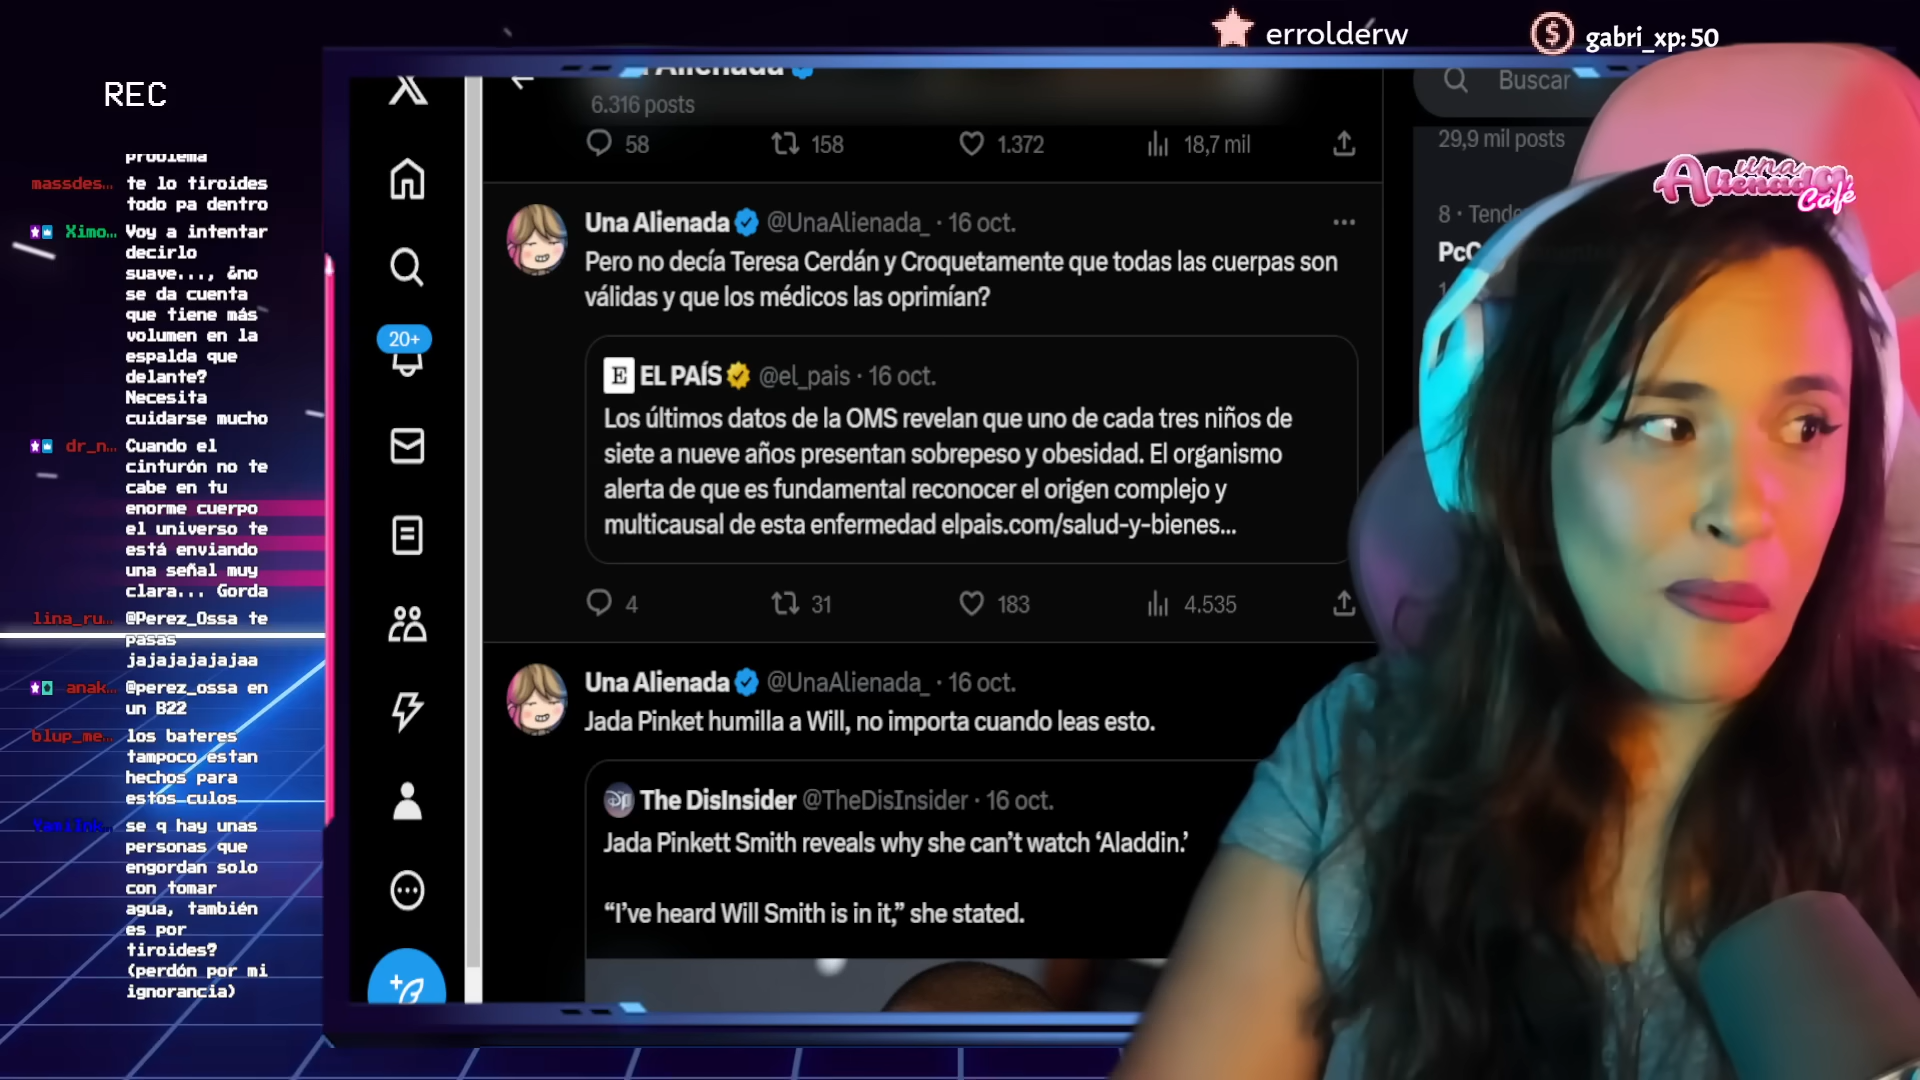 errolderw
gabri_xp: 50
REC
problema
massdes... te lo tiroides
todo pa dentro
Ximo... Voy a intentar
decirlo
suave..., ¿no
se da cuenta
que tiene más
volumen en la
espalda que
delante?
Necesita
cuidarse mucho
dr_n... Cuando el
cinturón no te
cabe en tu
enorme cuerpo
el universo te
está enviando
una señal muy
clara... Gorda
lina_ru... @Perez_Ossa te
pasas
jajajajajajaa
anak... @perez_ossa en
un B22
blup_me... los bateres
tampoco estan
hechos para
estos culos
se q hay unas
personas que
engordan solo
con tomar
agua, también
es por
tiroides?
(perdón por mi
ignorancia)
20+
Alienada
6.316 posts
58 158 1.372 18,7 mil
Una Alienada @UnaAlienada_ · 16 oct.
Pero no decía Teresa Cerdán y Croquetamente que todas las cuerpas son
válidas y que los médicos las oprimían?
EL PAÍS @el_pais · 16 oct.
Los últimos datos de la OMS revelan que uno de cada tres niños de
siete a nueve años presentan sobrepeso y obesidad. El organismo
alerta de que es fundamental reconocer el origen complejo y
multicausal de esta enfermedad elpais.com/salud-y-bienes...
4 31 183 4.535
Una Alienada @UnaAlienada_ · 16 oct.
Jada Pinket humilla a Will, no importa cuando leas esto.
The DisInsider @TheDisInsider · 16 oct.
Jada Pinkett Smith reveals why she can't watch ‘Aladdin.’
“I've heard Will Smith is in it,” she stated.
Buscar
29,9 mil posts
8 · Tende
PcC
una
Alienada
Café